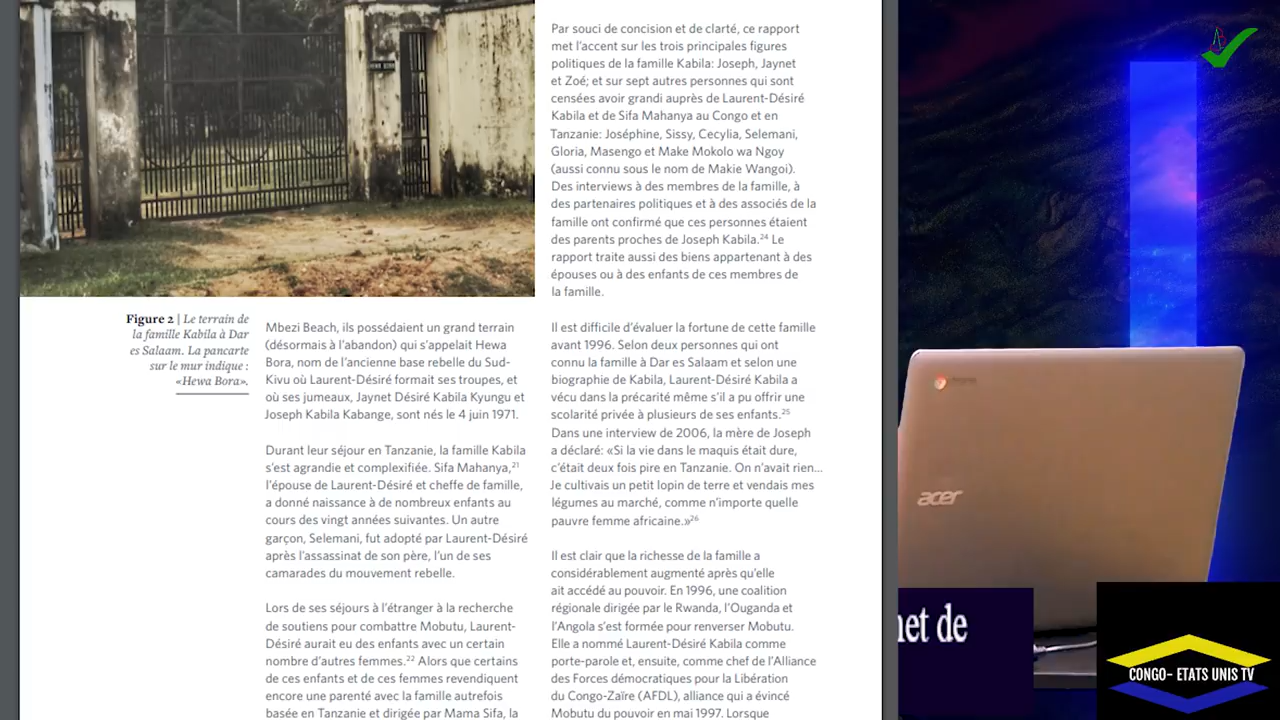 HEWA BORA
Figure 2 | Le terrain de
la famille Kabila à Dar
es Salaam. La pancarte
sur le mur indique :
«Hewa Bora».
Mbezi Beach, ils possédaient un grand terrain
(désormais à l'abandon) qui s'appelait Hewa
Bora, nom de l'ancienne base rebelle du Sud-
Kivu où Laurent-Désiré formait ses troupes, et
où ses jumeaux, Jaynet Désiré Kabila Kyungu et
Joseph Kabila Kabange, sont nés le 4 juin 1971.
Durant leur séjour en Tanzanie, la famille Kabila
s'est agrandie et complexifiée. Sifa Mahanya,21
l'épouse de Laurent-Désiré et cheffe de famille,
a donné naissance à de nombreux enfants au
cours des vingt années suivantes. Un autre
garçon, Selemani, fut adopté par Laurent-Désiré
après l'assassinat de son père, l'un de ses
camarades du mouvement rebelle.
Lors de ses séjours à l'étranger à la recherche
de soutiens pour combattre Mobutu, Laurent-
Désiré aurait eu des enfants avec un certain
nombre d'autres femmes.22 Alors que certains
de ces enfants et de ces femmes revendiquent
encore une parenté avec la famille autrefois
basée en Tanzanie et dirigée par Mama Sifa, la
Par souci de concision et de clarté, ce rapport
met l'accent sur les trois principales figures
politiques de la famille Kabila: Joseph, Jaynet
et Zoé; et sur sept autres personnes qui sont
censées avoir grandi auprès de Laurent-Désiré
Kabila et de Sifa Mahanya au Congo et en
Tanzanie: Joséphine, Sissy, Cecylia, Selemani,
Gloria, Masengo et Make Mokolo wa Ngoy
(aussi connu sous le nom de Makie Wangoi).
Des interviews à des membres de la famille, à
des partenaires politiques et à des associés de la
famille ont confirmé que ces personnes étaient
des parents proches de Joseph Kabila.24 Le
rapport traite aussi des biens appartenant à des
épouses ou à des enfants de ces membres de
la famille.
Il est difficile d'évaluer la fortune de cette famille
avant 1996. Selon deux personnes qui ont
connu la famille à Dar es Salaam et selon une
biographie de Kabila, Laurent-Désiré Kabila a
vécu dans la précarité même s'il a pu offrir une
scolarité privée à plusieurs de ses enfants.25
Dans une interview de 2006, la mère de Joseph
a déclaré: «Si la vie dans le maquis était dure,
c'était deux fois pire en Tanzanie. On n'avait rien...
Je cultivais un petit lopin de terre et vendais mes
légumes au marché, comme n'importe quelle
pauvre femme africaine.»26
Il est clair que la richesse de la famille a
considérablement augmenté après qu'elle
ait accédé au pouvoir. En 1996, une coalition
régionale dirigée par le Rwanda, l'Ouganda et
l'Angola s'est formée pour renverser Mobutu.
Elle a nommé Laurent-Désiré Kabila comme
porte-parole et, ensuite, comme chef de l'Alliance
des Forces démocratiques pour la Libération
du Congo-Zaïre (AFDL), alliance qui a évincé
Mobutu du pouvoir en mai 1997. Lorsque
acer
net de
CONGO- ETATS UNIS TV